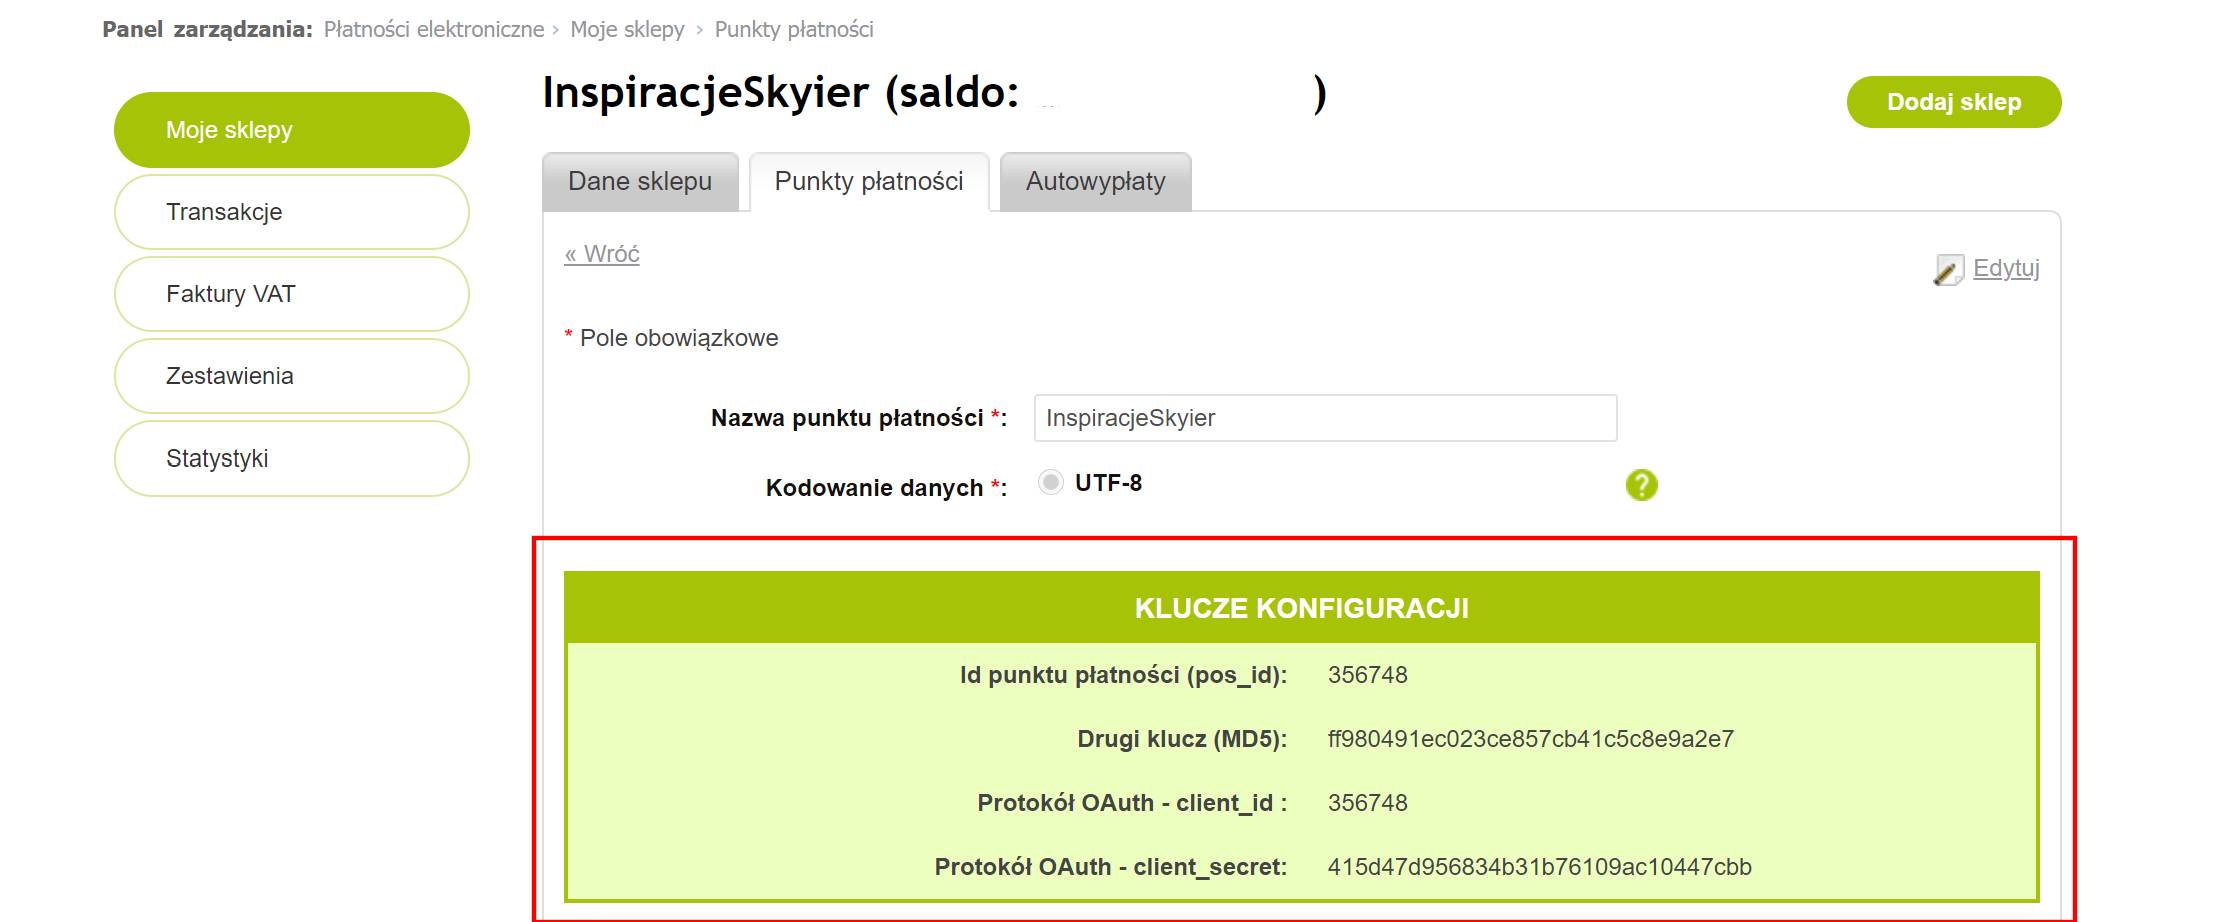 Panel zarządzania: Płatności elektroniczne › Moje sklepy › Punkty płatności
InspiracjeSkyier (saldo: )
Dodaj sklep
Moje sklepy
Transakcje
Faktury VAT
Zestawienia
Statystyki
Dane sklepu
Punkty płatności
Autowypłaty
« Wróć
Edytuj
* Pole obowiązkowe
Nazwa punktu płatności *: InspiracjeSkyier
Kodowanie danych *: UTF-8 ?
KLUCZE KONFIGURACJI
Id punktu płatności (pos_id): 356748
Drugi klucz (MD5): ff980491ec023ce857cb41c5c8e9a2e7
Protokół OAuth - client_id : 356748
Protokół OAuth - client_secret: 415d47d956834b31b76109ac10447cbb